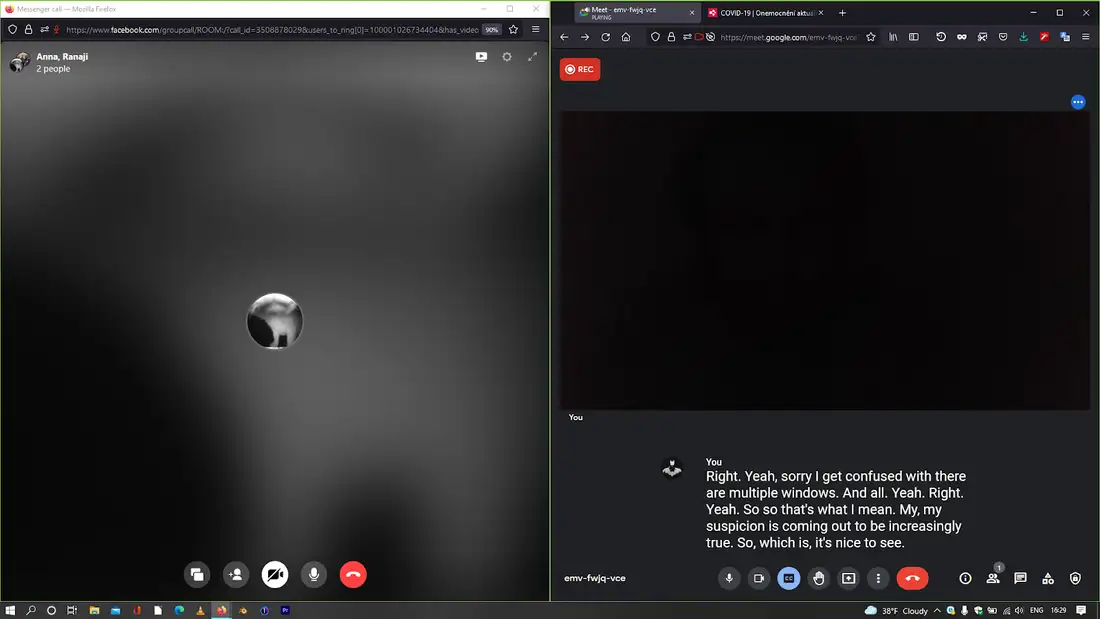 Messenger call — Mozilla Firefox
https://www.facebook.com/groupcall/ROOM:/?call_id=3508878029&users_to_ring[0]=100001026734404&has_video
90%
Anna, Ranaji
2 people
Meet - emv-fwjq-vce
PLAYING
COVID-19 | Onemocnění aktuál
https://meet.google.com/emv-fwjq-vce
REC
You
You
Right. Yeah, sorry I get confused with there
are multiple windows. And all. Yeah. Right.
Yeah. So so that's what I mean. My, my
suspicion is coming out to be increasingly
true. So, which is, it's nice to see.
emv-fwjq-vce
CC
1
38°F Cloudy
ENG
16:29